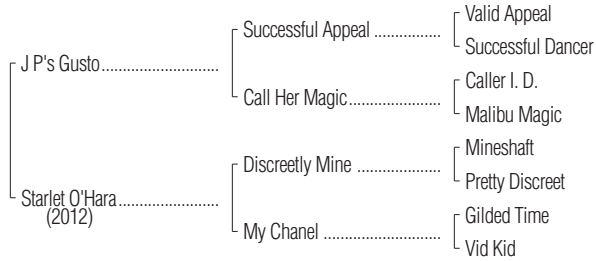 Valid Appeal
Successful Appeal ................
Successful Dancer
J P's Gusto.............................
Caller I. D.
Call Her Magic.......................
Malibu Magic
Mineshaft
Discreetly Mine ....................
Pretty Discreet
Starlet O'Hara.........................
(2012)
Gilded Time
My Chanel .............................
Vid Kid